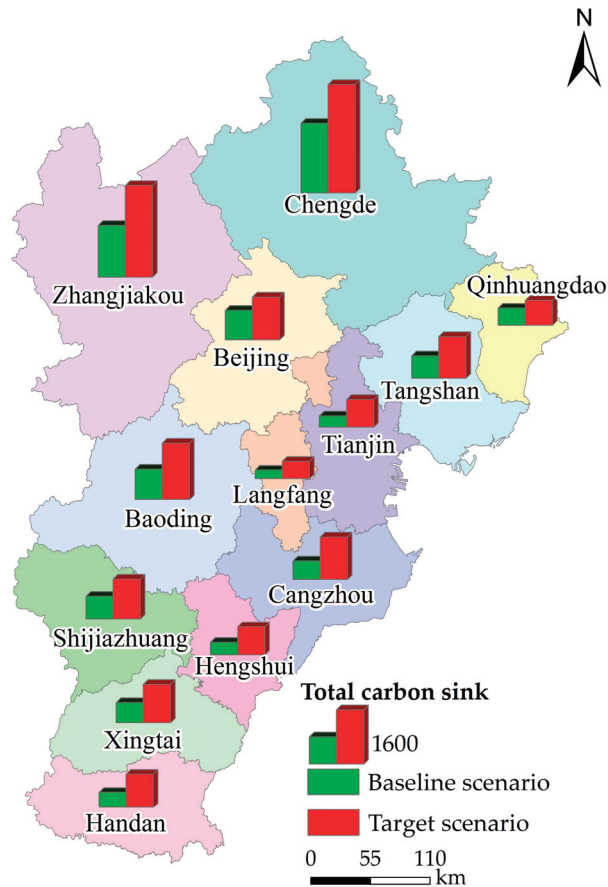 N
Chengde
Zhangjiakou
Qinhuangdao
Beijing
Tangshan
Tianjin
Langfang
Baoding
Cangzhou
Shijiazhuang
Hengshui
Xingtai
Handan
Total carbon sink
1600
Baseline scenario
Target scenario
0 55 110
km